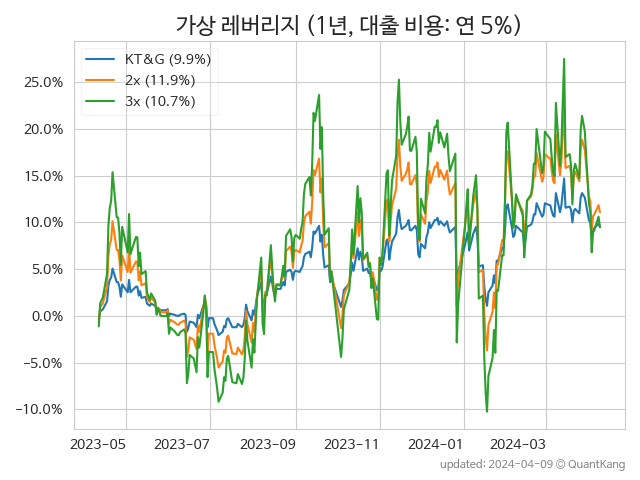 가상 레버리지 (1년, 대출 비용: 연 5%)
KT&G (9.9%)
2x (11.9%)
3x (10.7%)
25.0%
20.0%
15.0%
10.0%
5.0%
0.0%
−5.0%
−10.0%
2023-05 2023-07 2023-09 2023-11 2024-01 2024-03
updated: 2024-04-09 © QuantKang